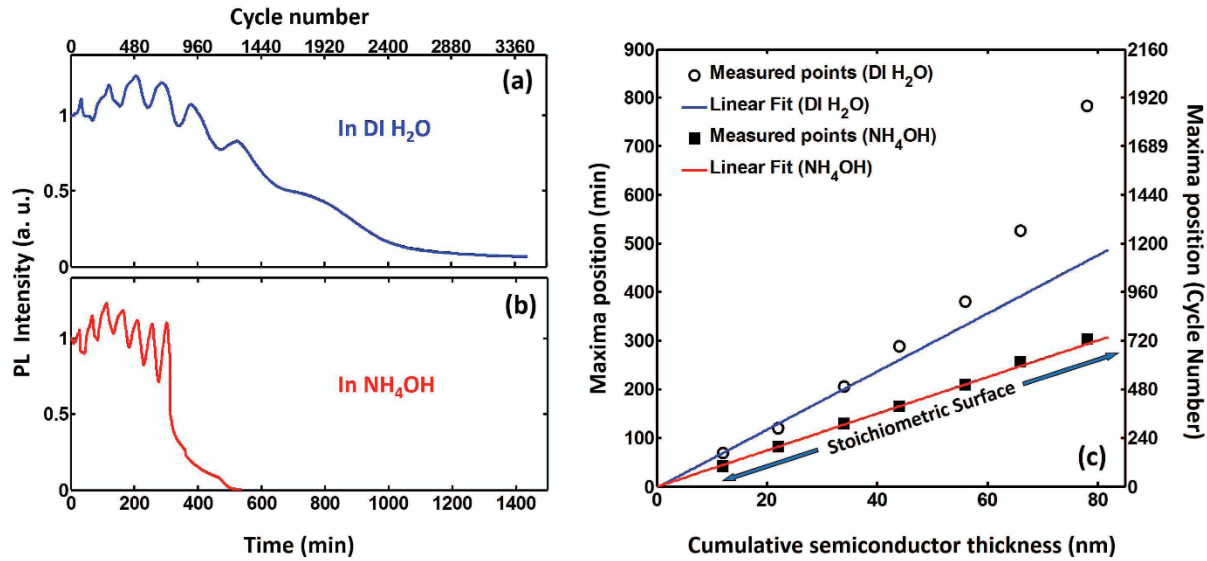 Cycle number
0 480 960 1440 1920 2400 2880 3360
(a)
1
In DI H₂O
0.5
0
PL Intensity (a. u.)
(b)
1
0.5
In NH₄OH
0
0 200 400 600 800 1000 1200 1400
Time (min)
900 2160
800 1920
700 1689
600 1440
500 1200
400 960
300 720
200 480
100 240
0 0
Measured points (DI H₂O)
Linear Fit (DI H₂O)
Measured points (NH₄OH)
Linear Fit (NH₄OH)
Maxima position (min)
Maxima position (Cycle Number)
Stoichiometric Surface
(c)
0 20 40 60 80
Cumulative semiconductor thickness (nm)